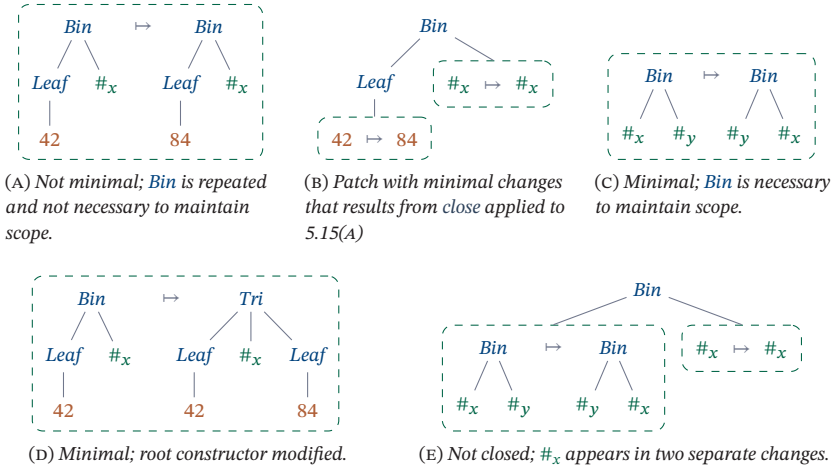 Bin ↦ Bin
Leaf #x Leaf #x
42 84
(A) Not minimal; Bin is repeated
and not necessary to maintain
scope.
Bin
Leaf #x ↦ #x
42 ↦ 84
(B) Patch with minimal changes
that results from close applied to
5.15(A)
Bin ↦ Bin
#x #y #y #x
(C) Minimal; Bin is necessary
to maintain scope.
Bin ↦ Tri
Leaf #x Leaf #x Leaf
42 42 84
(D) Minimal; root constructor modified.
Bin
Bin ↦ Bin #x ↦ #x
#x #y #y #x
(E) Not closed; #x appears in two separate changes.